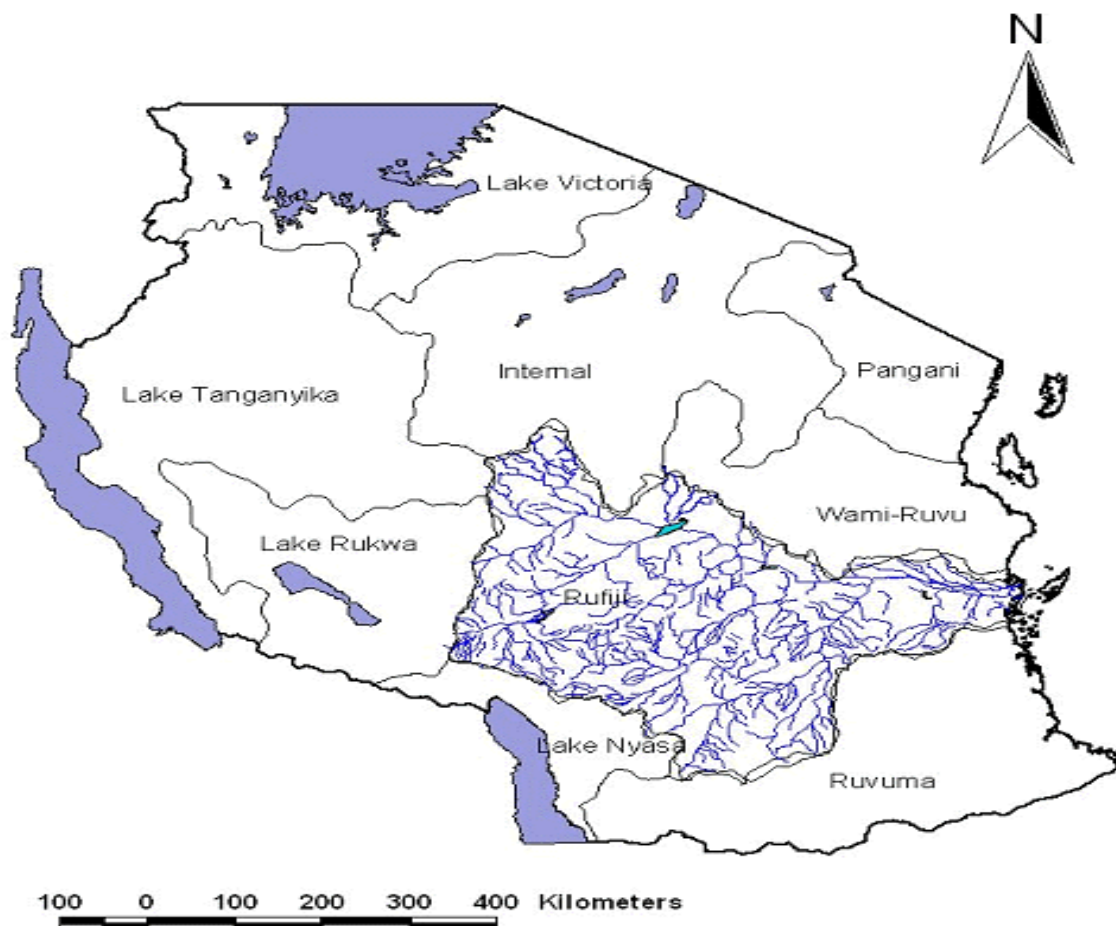 N
Lake Victoria
Internal
Pangani
Lake Tanganyika
Wami-Ruvu
Lake Rukwa
Rufiji
Lake Nyasa
Ruvuma
100 0 100 200 300 400 Kilometers